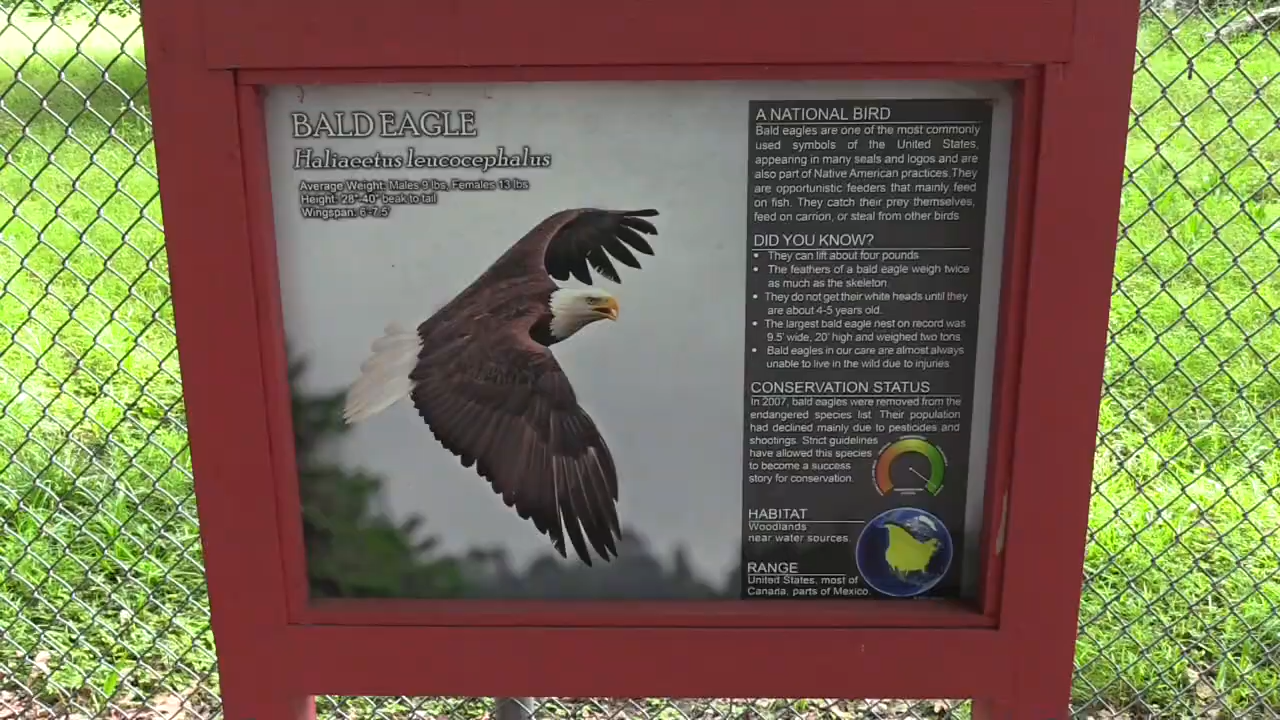 BALD EAGLE
Haliaeetus leucocephalus
Average Weight: Males 9 lbs, Females 13 lbs
Height: 28"-40" beak to tail
Wingspan: 6'-7.5'
A NATIONAL BIRD
Bald eagles are one of the most commonly
used symbols of the United States,
appearing in many seals and logos and are
also part of Native American practices. They
are opportunistic feeders that mainly feed
on fish. They catch their prey themselves,
feed on carrion, or steal from other birds
DID YOU KNOW?
• They can lift about four pounds
• The feathers of a bald eagle weigh twice
as much as the skeleton.
• They do not get their white heads until they
are about 4-5 years old.
• The largest bald eagle nest on record was
9.5' wide, 20' high and weighed two tons
• Bald eagles in our care are almost always
unable to live in the wild due to injuries.
CONSERVATION STATUS
In 2007, bald eagles were removed from the
endangered species list. Their population
had declined mainly due to pesticides and
shootings. Strict guidelines
have allowed this species
to become a success
story for conservation.
HABITAT
Woodlands
near water sources.
RANGE
United States, most of
Canada, parts of Mexico.